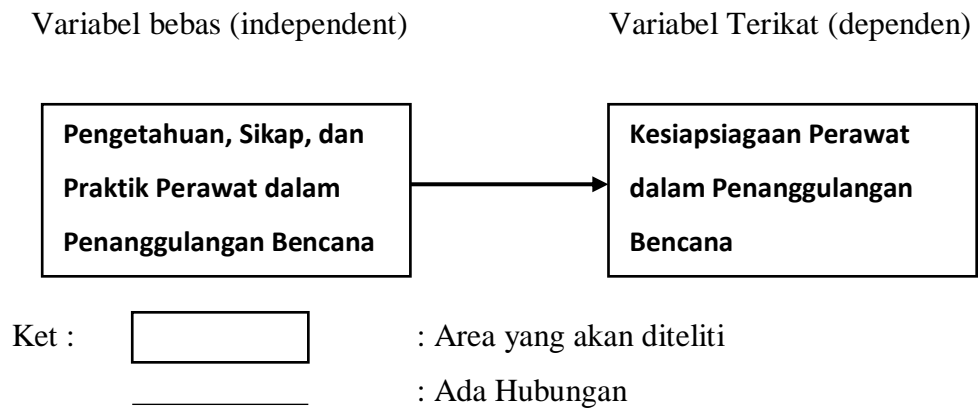 Variabel bebas (independent) Variabel Terikat (dependen)
Pengetahuan, Sikap, dan
Praktik Perawat dalam
Penanggulangan Bencana
Kesiapsiagaan Perawat
dalam Penanggulangan
Bencana
Ket : : Area yang akan diteliti
: Ada Hubungan